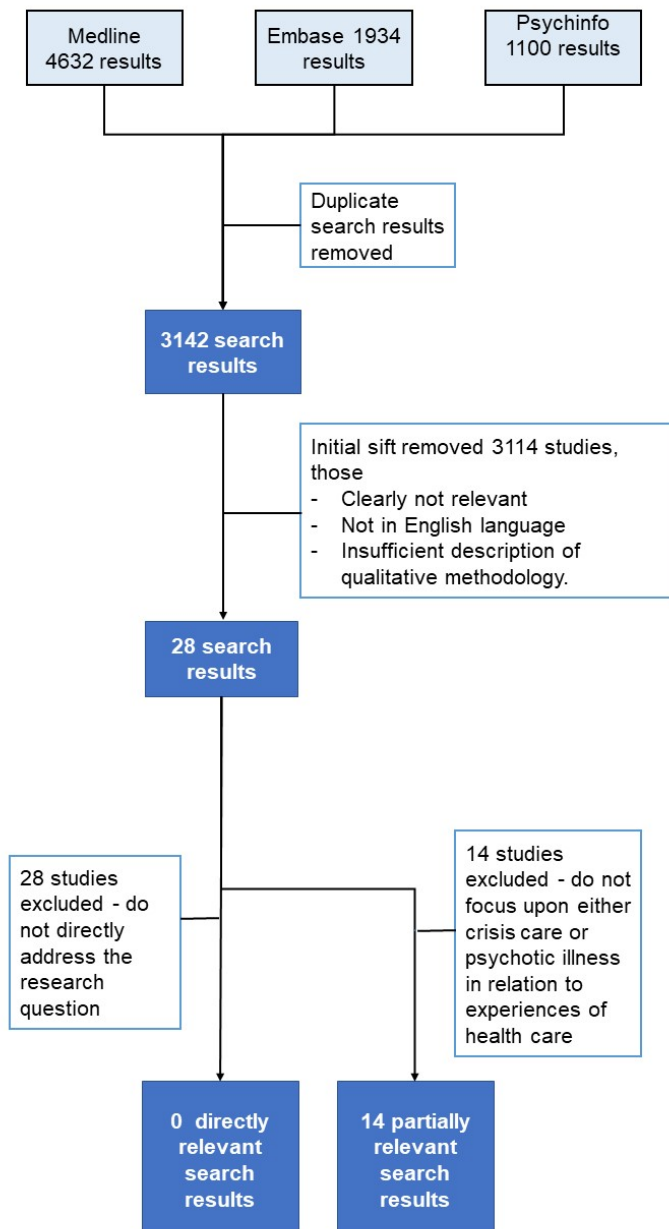 Medline
4632 results
Embase 1934
results
Psychinfo
1100 results
Duplicate
search results
removed
3142 search
results
Initial sift removed 3114 studies,
those
- Clearly not relevant
- Not in English language
- Insufficient description of
qualitative methodology.
28 search
results
28 studies
excluded - do
not directly
address the
research
question
14 studies
excluded - do not
focus upon either
crisis care or
psychotic illness
in relation to
experiences of
health care
0 directly
relevant
search
results
14 partially
relevant
search
results